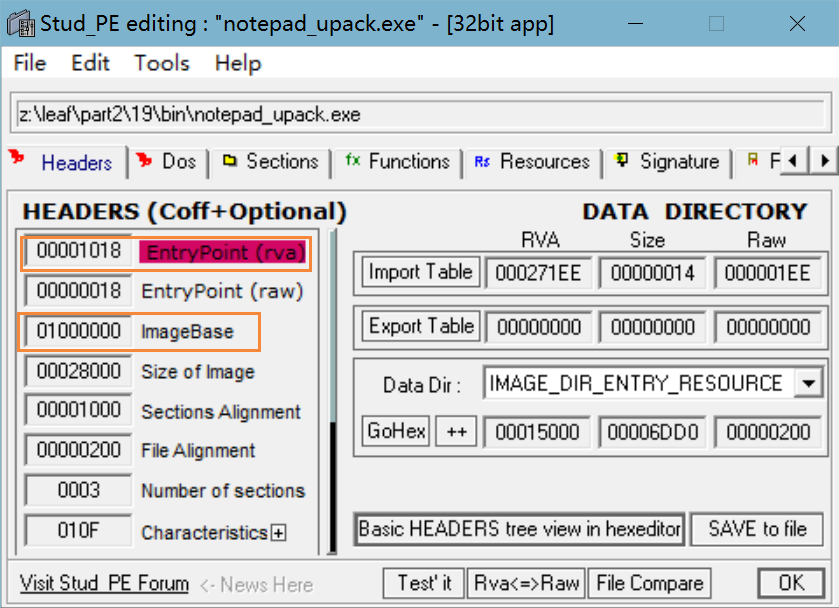 Stud_PE editing : "notepad_upack.exe" - [32bit app]
File Edit Tools Help
z:\leaf\part2\19\bin\notepad_upack.exe
Headers Dos Sections fx Functions Rs Resources Signature F
HEADERS (Coff+Optional)
00001018 EntryPoint (rva)
00000018 EntryPoint (raw)
01000000 ImageBase
00028000 Size of Image
00001000 Sections Alignment
00000200 File Alignment
0003 Number of sections
010F Characteristics+
DATA DIRECTORY
RVA Size Raw
Import Table 000271EE 00000014 000001EE
Export Table 00000000 00000000 00000000
Data Dir : IMAGE_DIR_ENTRY_RESOURCE
GoHex ++ 00015000 00006DD0 00000200
Basic HEADERS tree view in hexeditor SAVE to file
Visit Stud_PE Forum <- News Here Test' it Rva<=>Raw File Compare OK